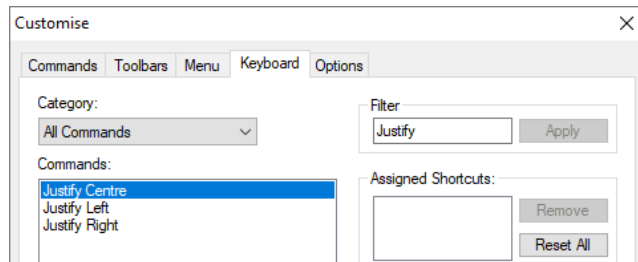 Customise
Commands Toolbars Menu Keyboard Options
Category:
All Commands
Commands:
Justify Centre
Justify Left
Justify Right
Filter
Justify
Apply
Assigned Shortcuts:
Remove
Reset All